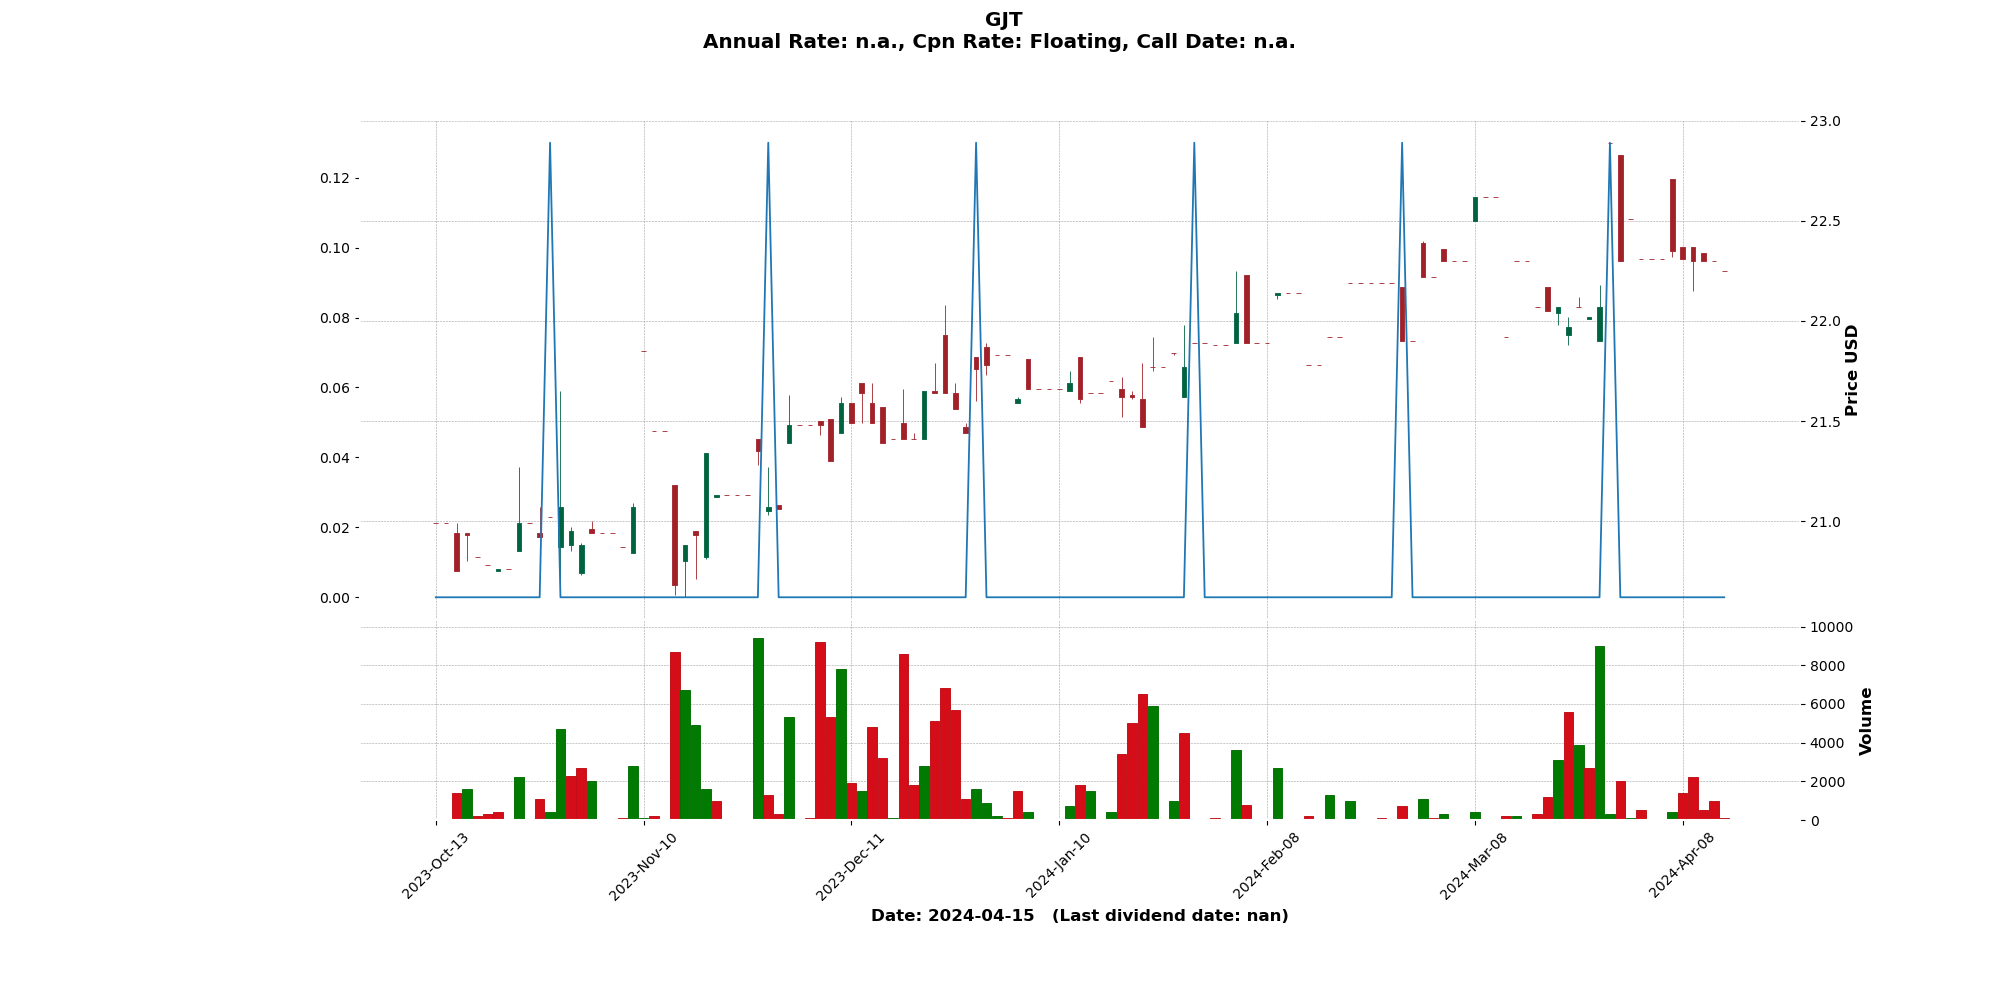 GJT
Annual Rate: n.a., Cpn Rate: Floating, Call Date: n.a.
0.12
0.10
0.08
0.06
0.04
0.02
0.00
23.0
22.5
22.0
21.5
21.0
Price USD
10000
8000
6000
4000
2000
0
Volume
2023-Oct-13
2023-Nov-10
2023-Dec-11
2024-Jan-10
2024-Feb-08
2024-Mar-08
2024-Apr-08
Date: 2024-04-15 (Last dividend date: nan)